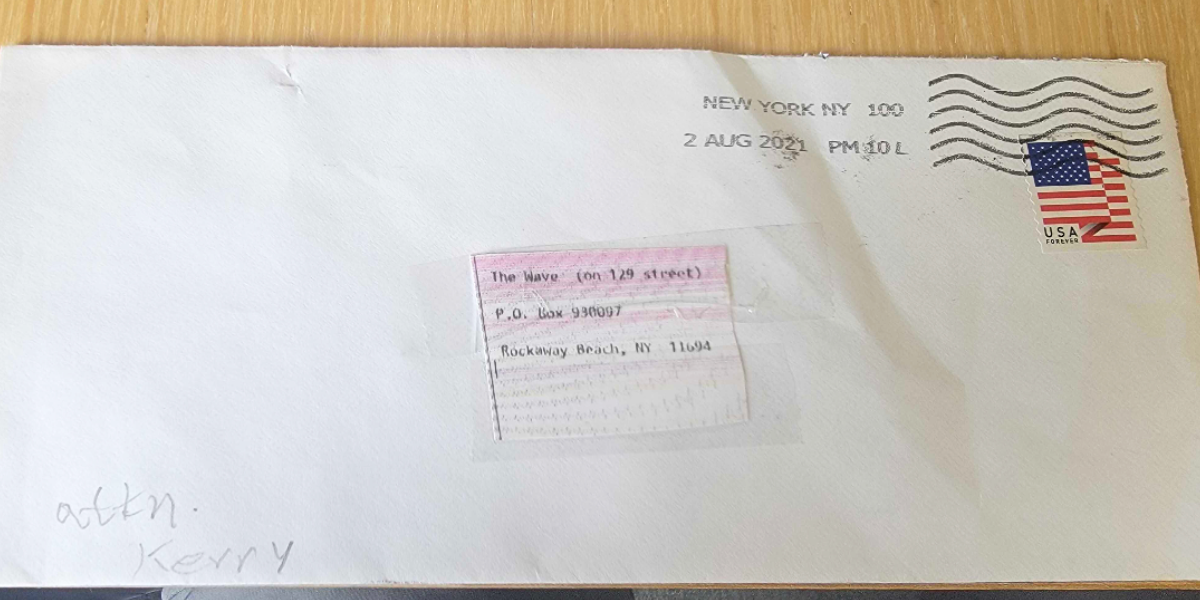 NEW YORK NY 100
2 AUG 2021 PM 10 L
USA
FOREVER
The Wave (on 129 street)
P.O. Box 930097
Rockaway Beach, NY 11694
attn.
Kerry